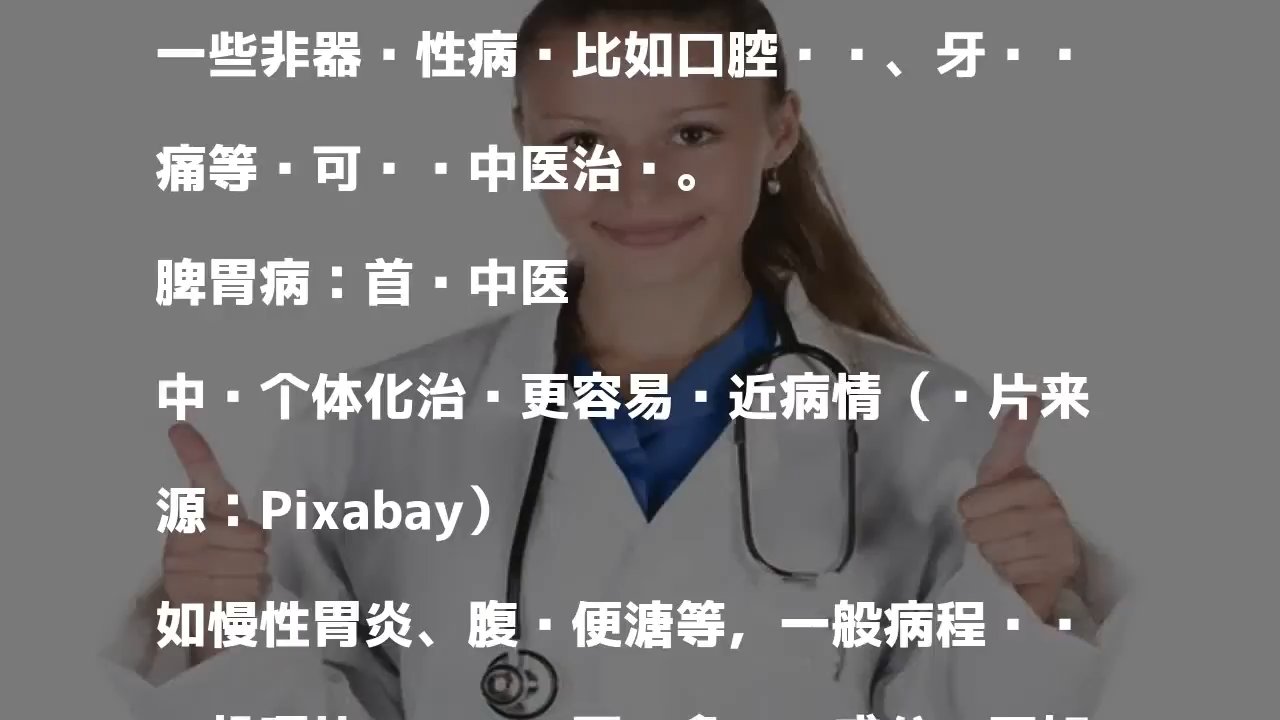 一些非器·性病·比如口腔··、牙··
痛等·可··中医治·。
脾胃病：首·中医
中·个体化治·更容易·近病情（·片来
源：Pixabay）
如慢性胃炎、腹·便溏等，一般病程··